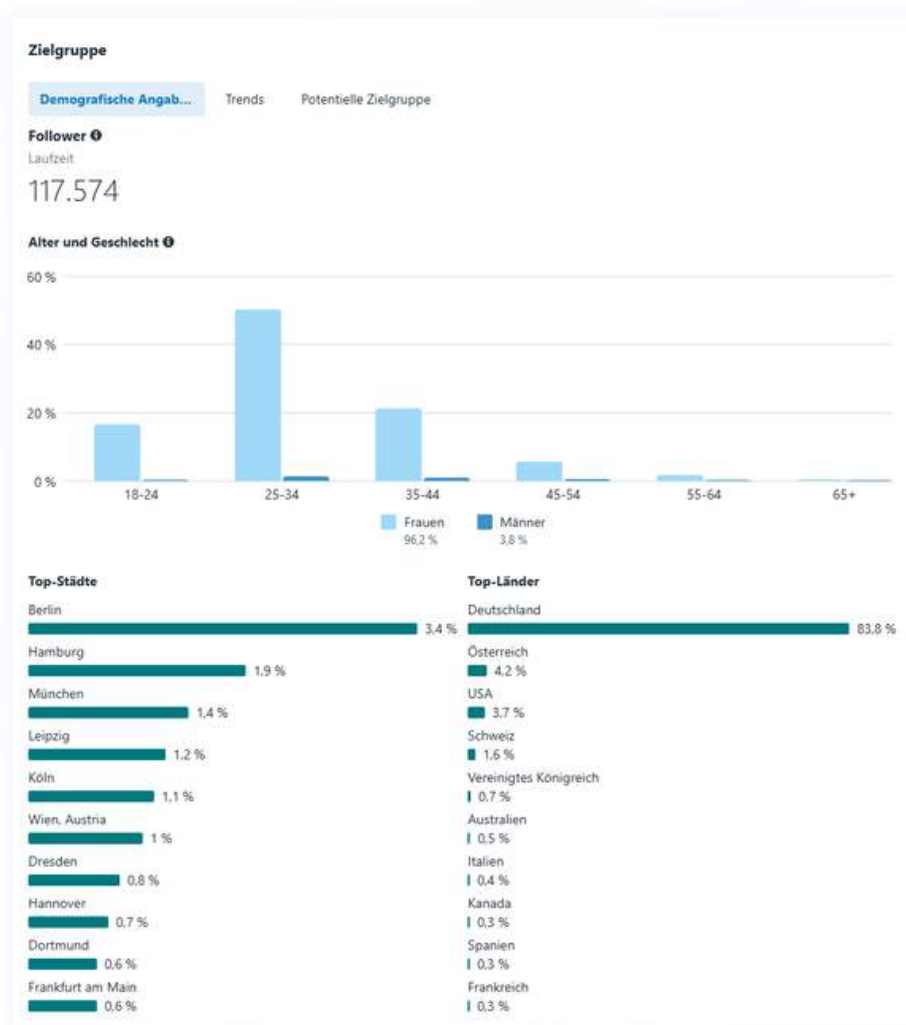 Zielgruppe
Demografische Angab... Trends Potentielle Zielgruppe
Follower
Laufzeit
117.574
Alter und Geschlecht
60 %
40 %
20 %
0 %
18-24 25-34 35-44 45-54 55-64 65+
Frauen Männer
96,2 % 3,8 %
Top-Städte
Berlin
3.4 %
Hamburg
1,9 %
München
1,4 %
Leipzig
1,2 %
Köln
1,1 %
Wien, Austria
1 %
Dresden
0,8 %
Hannover
0,7 %
Dortmund
0,6 %
Frankfurt am Main
0,6 %
Top-Länder
Deutschland
83,8 %
Österreich
4,2 %
USA
3,7 %
Schweiz
1,6 %
Vereinigtes Königreich
0,7 %
Australien
0,5 %
Italien
0,4 %
Kanada
0,3 %
Spanien
0,3 %
Frankreich
0,3 %